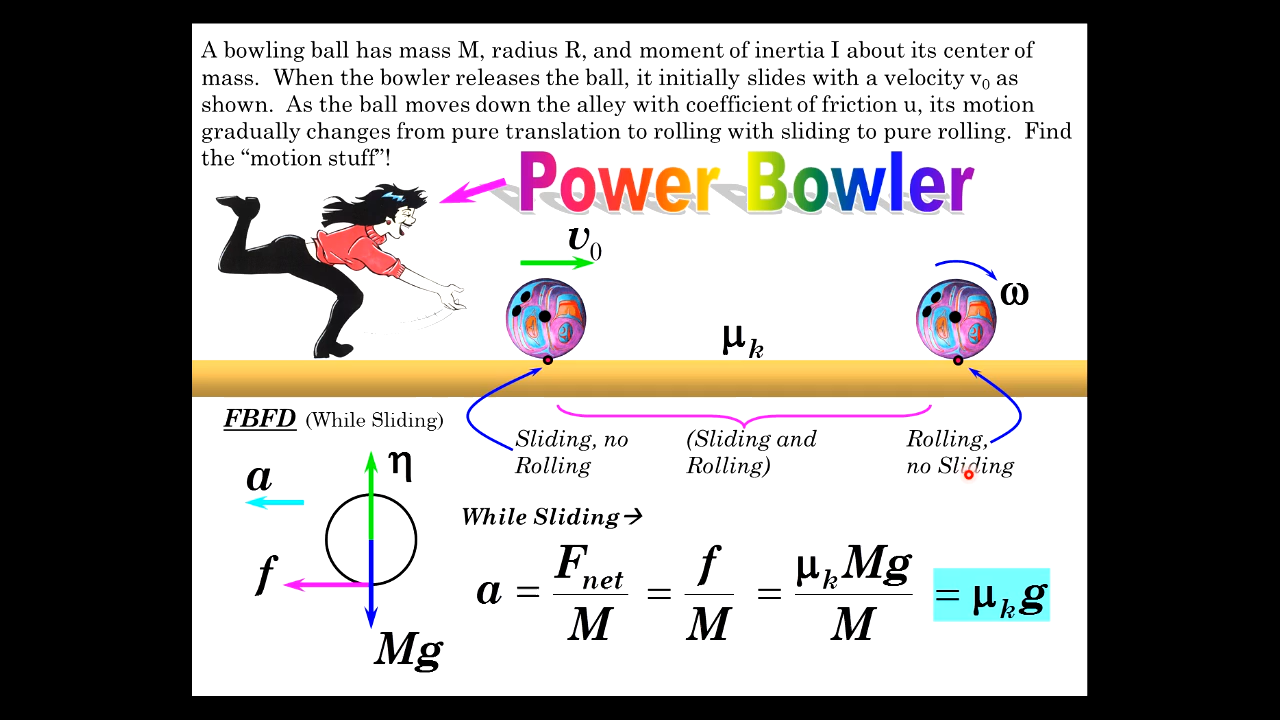 A bowling ball has mass M, radius R, and moment of inertia I about its center of
mass.  When the bowler releases the ball, it initially slides with a velocity v₀ as
shown.  As the ball moves down the alley with coefficient of friction u, its motion
gradually changes from pure translation to rolling with sliding to pure rolling.  Find
the “motion stuff”!
Power Bowler
v₀
ω
μₖ
FBFD (While Sliding)
Sliding, no
Rolling
(Sliding and
Rolling)
Rolling,
no Sliding
η
a
f
Mg
While Sliding→
a = F_net / M = f / M = μₖMg / M = μₖg